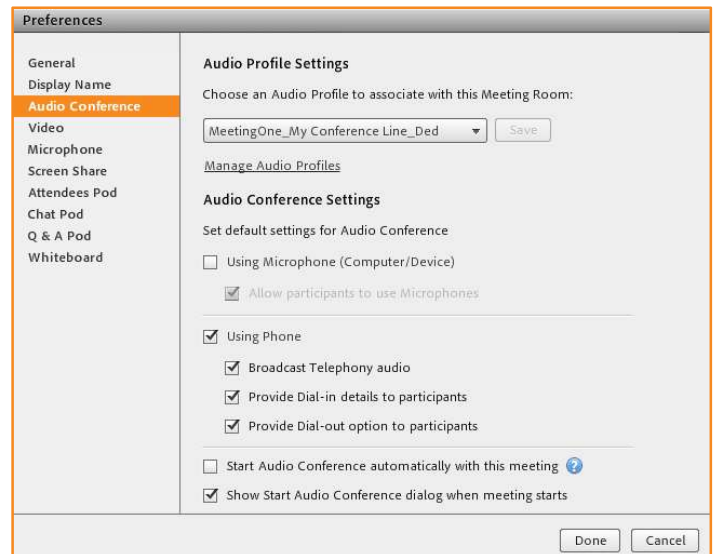 Preferences
General
Display Name
Audio Conference
Video
Microphone
Screen Share
Attendees Pod
Chat Pod
Q & A Pod
Whiteboard
Audio Profile Settings
Choose an Audio Profile to associate with this Meeting Room:
MeetingOne_My Conference Line_Ded Save
Manage Audio Profiles
Audio Conference Settings
Set default settings for Audio Conference
Using Microphone (Computer/Device)
Allow participants to use Microphones
Using Phone
Broadcast Telephony audio
Provide Dial-in details to participants
Provide Dial-out option to participants
Start Audio Conference automatically with this meeting ?
Show Start Audio Conference dialog when meeting starts
Done Cancel